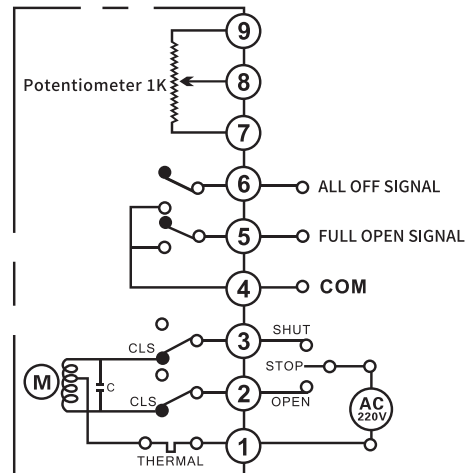 9
Potentiometer 1K
8
7
6 ALL OFF SIGNAL
5 FULL OPEN SIGNAL
4 COM
CLS 3 SHUT
STOP
M C CLS 2 OPEN
AC
220V
1
THERMAL